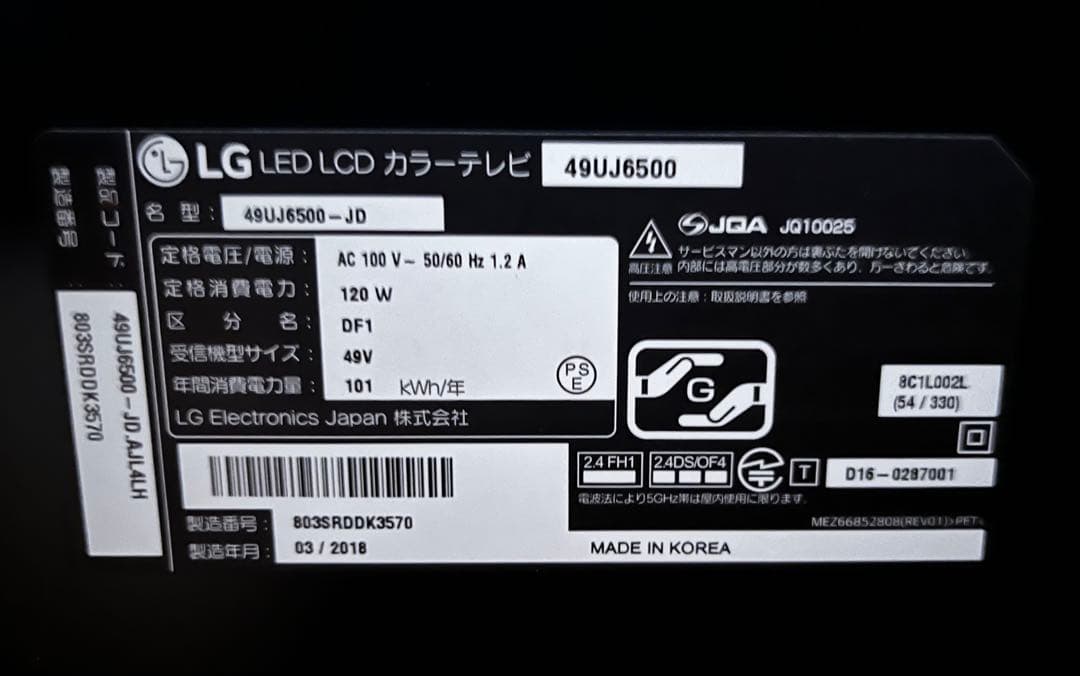 LG LED LCD カラーテレビ 49UJ6500
名 型 : 49UJ6500-JD
定格電圧/電源 : AC 100 V~ 50/60 Hz 1.2 A
定格消費電力 : 120 W
区 分 名 : DF1
受信機型サイズ : 49V
年間消費電力量 : 101 kWh/年
PS
E
LG Electronics Japan 株式会社
JQA JQ10025
サービスマン以外の方は裏ぶたを開けないでください
高圧注意 内部には高電圧部分が数多くあり、万一さわると危険です。
使用上の注意 : 取扱説明書を参照
G
8C1L002L
(54 / 330)
2.4 FH1 2.4DS/OF4 T D16-0287001
電波法により5GHz帯は屋内使用に限ります.
MEZ66852808(REV01)>PET<
製造番号 : 803SRDDK3570
製造年月 : 03 / 2018
MADE IN KOREA
製品コード : 49UJ6500-JD.AJL4LH
製造番号 : 803SRDDK3570